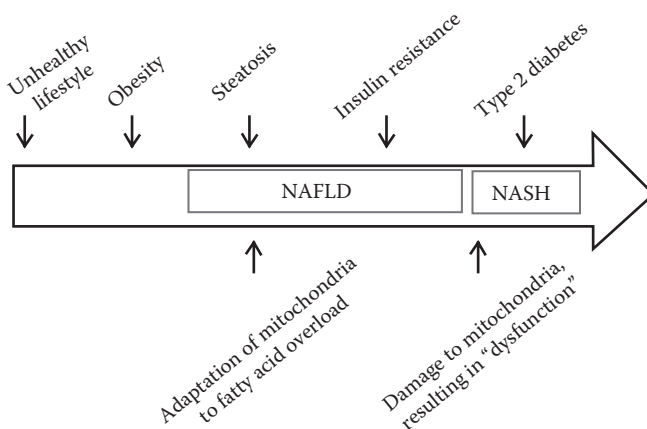 Unhealthy
lifestyle
Obesity
Steatosis
Insulin resistance
Type 2 diabetes
NAFLD
NASH
Adaptation of mitochondria
to fatty acid overload
Damage to mitochondria,
resulting in “dysfunction”